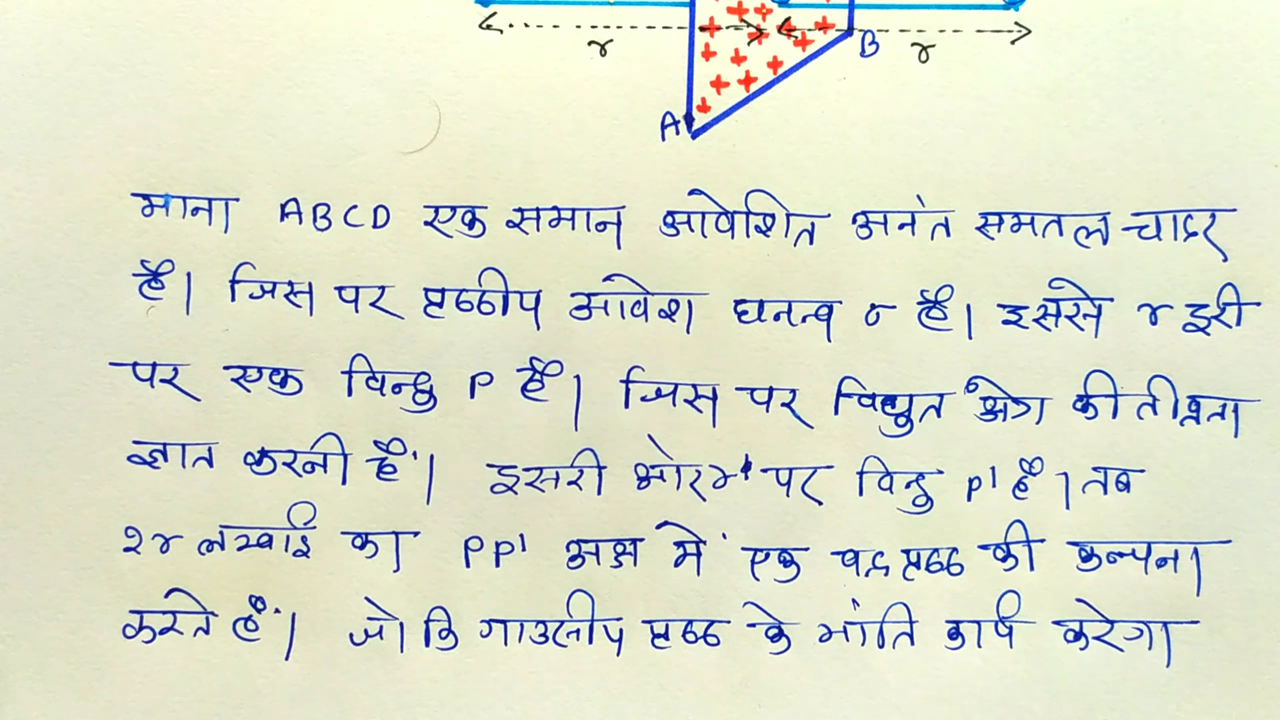 r r
B
A
माना ABCD एक समान आवेशित अनंत समतल चादर
है। जिस पर पृष्ठीय आवेश घनत्व σ है। इससे r दूरी
पर एक विन्दु P है। जिस पर विद्युत क्षेत्र की तीव्रता
ज्ञात करनी है। दूसरी ओर r पर विन्दु P' है। तब
2r लम्बाई का PP' अक्ष में एक बद्ध पृष्ठ की कल्पना
करते हैं। जो कि गाउसीय पृष्ठ के भांति कार्य करेगा